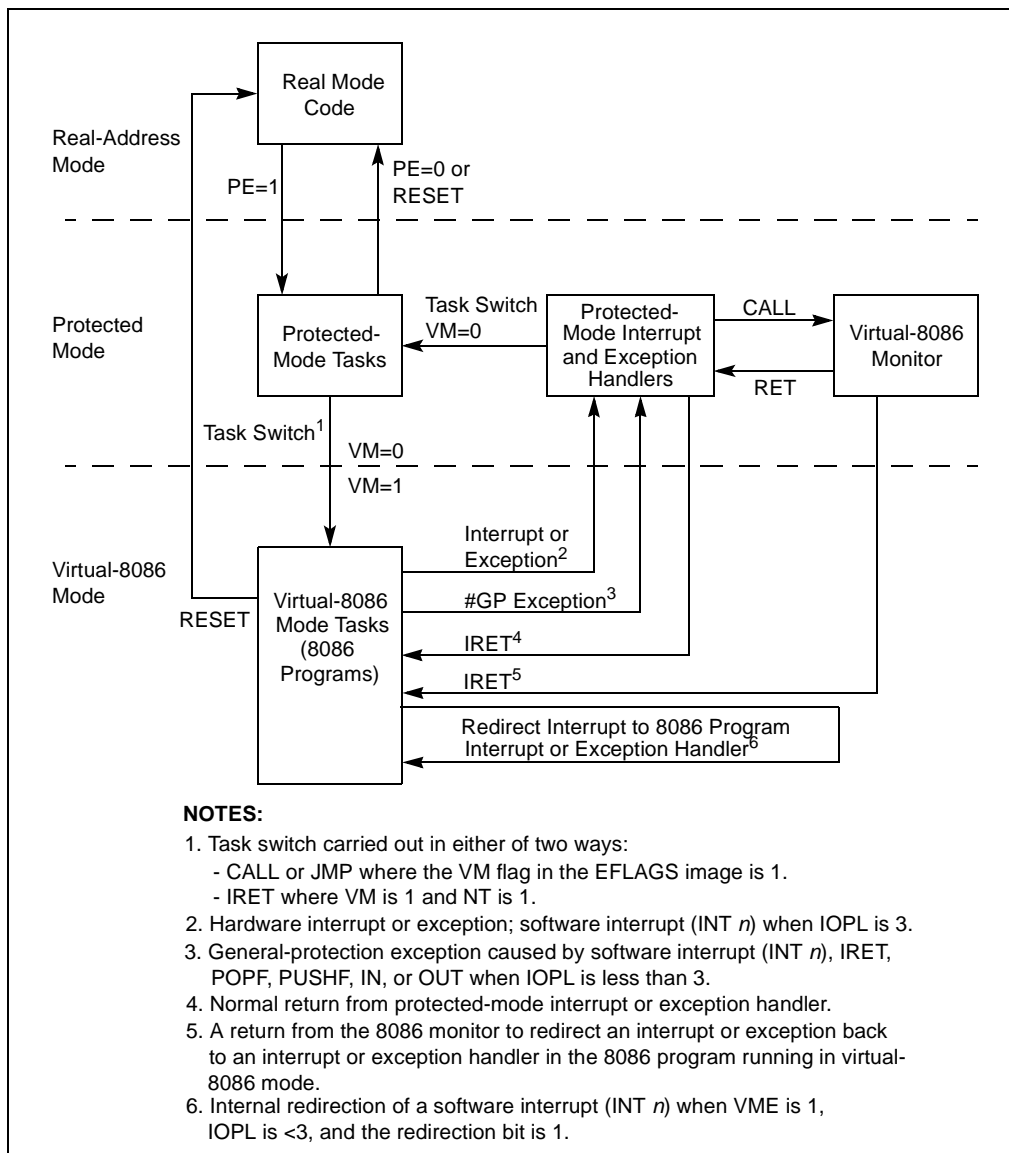 Real Mode
Code
Real-Address
Mode
PE=1
PE=0 or
RESET
Protected
Mode
Protected-
Mode Tasks
Task Switch
VM=0
Protected-
Mode Interrupt
and Exception
Handlers
CALL
RET
Virtual-8086
Monitor
Task Switch1
VM=0
VM=1
Virtual-8086
Mode
RESET
Virtual-8086
Mode Tasks
(8086
Programs)
Interrupt or
Exception2
#GP Exception3
IRET4
IRET5
Redirect Interrupt to 8086 Program
Interrupt or Exception Handler6
NOTES:
1. Task switch carried out in either of two ways:
- CALL or JMP where the VM flag in the EFLAGS image is 1.
- IRET where VM is 1 and NT is 1.
2. Hardware interrupt or exception; software interrupt (INT n) when IOPL is 3.
3. General-protection exception caused by software interrupt (INT n), IRET,
POPF, PUSHF, IN, or OUT when IOPL is less than 3.
4. Normal return from protected-mode interrupt or exception handler.
5. A return from the 8086 monitor to redirect an interrupt or exception back
to an interrupt or exception handler in the 8086 program running in virtual-
8086 mode.
6. Internal redirection of a software interrupt (INT n) when VME is 1,
IOPL is <3, and the redirection bit is 1.